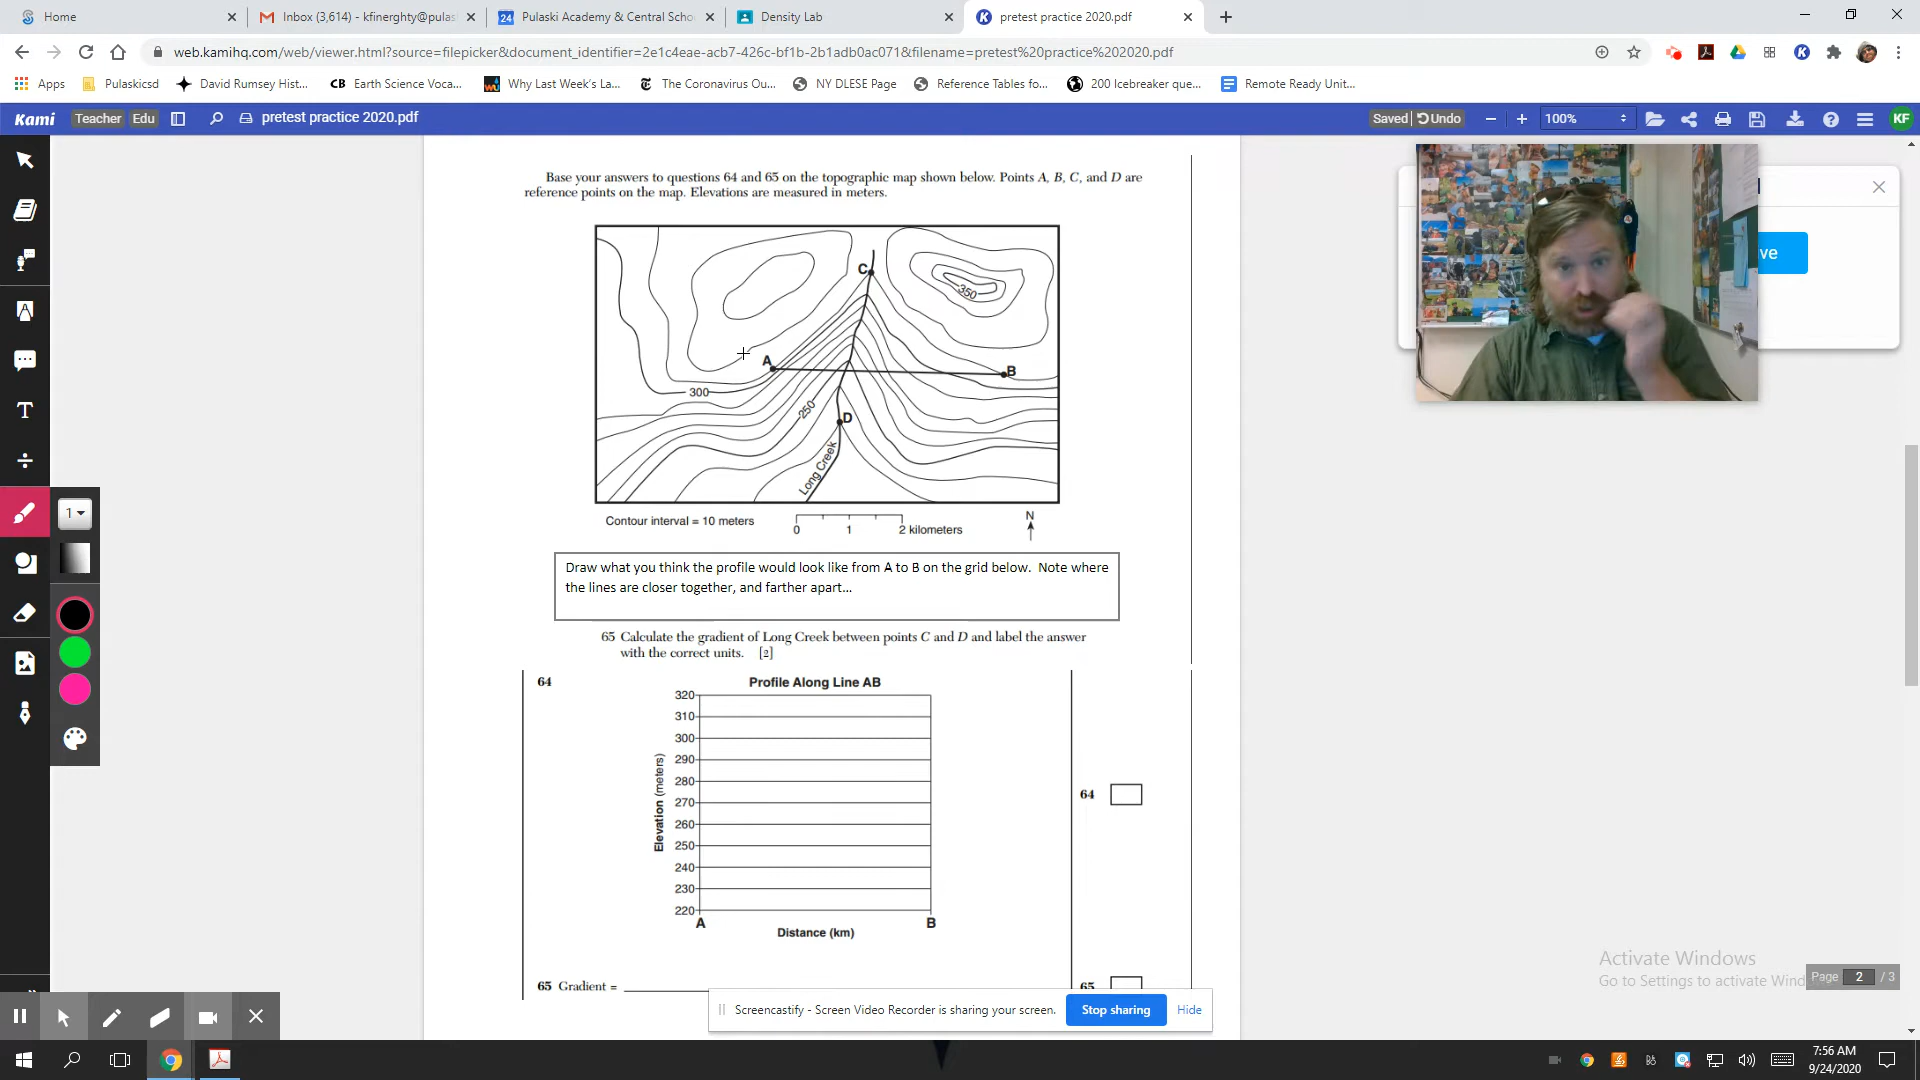 Home
Inbox (3,614) - kfinerghty@pulas
Pulaski Academy & Central Scho
24
Density Lab
pretest practice 2020.pdf
web.kamihq.com/web/viewer.html?source=filepicker&document_identifier=2e1c4eae-acb7-426c-bf1b-2b1adb0ac071&filename=pretest%20practice%202020.pdf
Apps
Pulaskicsd
David Rumsey Hist...
CB Earth Science Voca...
Why Last Week's La...
The Coronavirus Ou...
NY DLESE Page
Reference Tables fo...
200 Icebreaker que...
Remote Ready Unit...
Kami Teacher Edu pretest practice 2020.pdf
Saved Undo
100%
KF
Base your answers to questions 64 and 65 on the topographic map shown below. Points A, B, C, and D are
reference points on the map. Elevations are measured in meters.
C
350
A
B
300
250
D
Long Creek
Contour interval = 10 meters
0 1 2 kilometers
N
ve
T
1
Draw what you think the profile would look like from A to B on the grid below. Note where
the lines are closer together, and farther apart...
65 Calculate the gradient of Long Creek between points C and D and label the answer
with the correct units. [2]
64
Profile Along Line AB
320
310
300
290
280
270
260
250
240
230
220
Elevation (meters)
A
B
Distance (km)
64
65 Gradient =
65
Screencastify - Screen Video Recorder is sharing your screen.
Stop sharing
Hide
Activate Windows
Go to Settings to activate Wind
Page 2 / 3
7:56 AM
9/24/2020